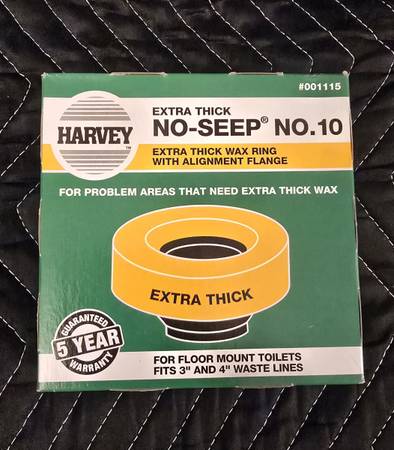 #001115
HARVEY™
EXTRA THICK
NO-SEEP® NO.10
EXTRA THICK WAX RING
WITH ALIGNMENT FLANGE
FOR PROBLEM AREAS THAT NEED EXTRA THICK WAX
EXTRA THICK
GUARANTEED
5 YEAR
WARRANTY
FOR FLOOR MOUNT TOILETS
FITS 3" AND 4" WASTE LINES